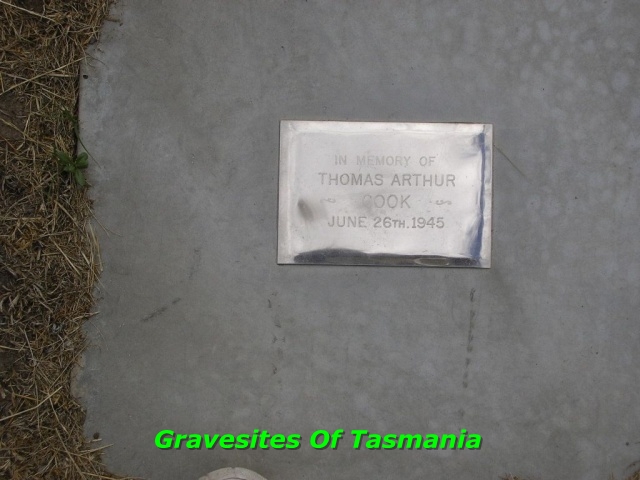 IN MEMORY OF
THOMAS ARTHUR
COOK
JUNE 26TH. 1945
Gravesites Of Tasmania